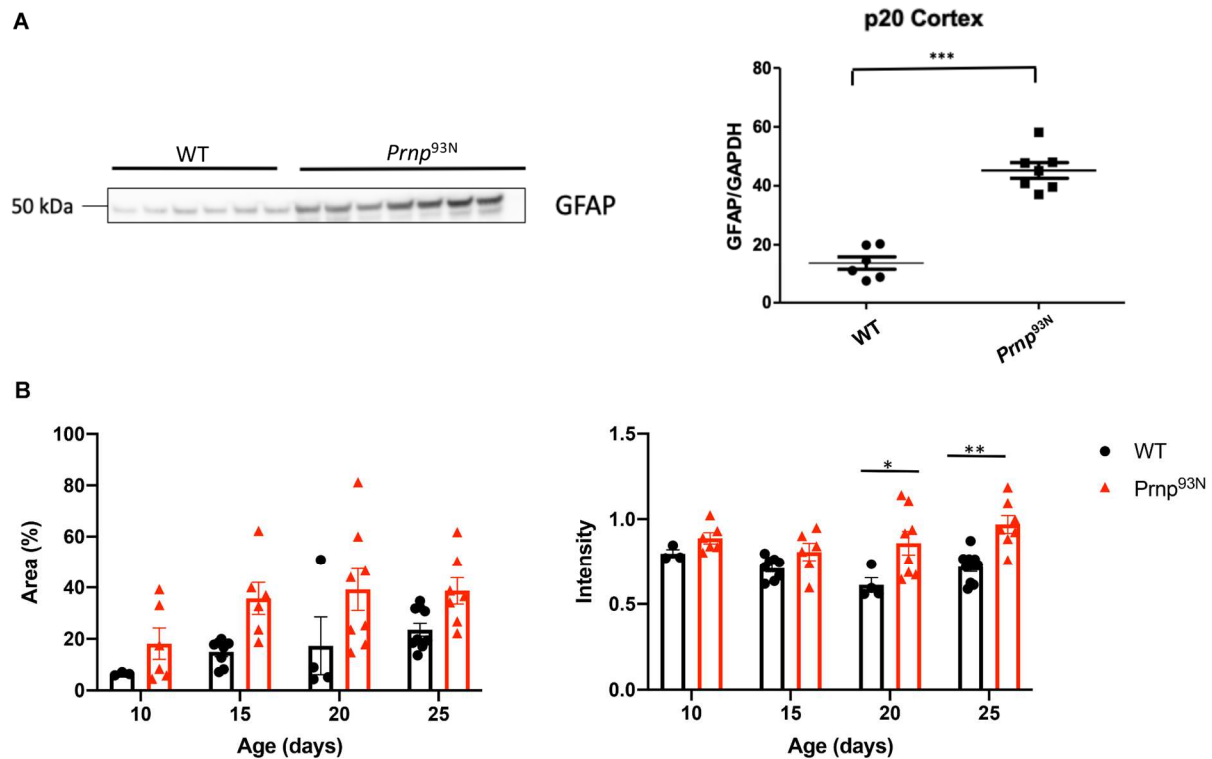 A
WT
Prnp⁹³ᴺ
50 kDa
GFAP
p20 Cortex
***
80
60
40
20
0
GFAP/GAPDH
WT
Prnp⁹³ᴺ
B
100
80
60
40
20
0
Area (%)
10 15 20 25
Age (days)
1.5
1.0
0.5
0.0
Intensity
*
**
10 15 20 25
Age (days)
WT
Prnp⁹³ᴺ